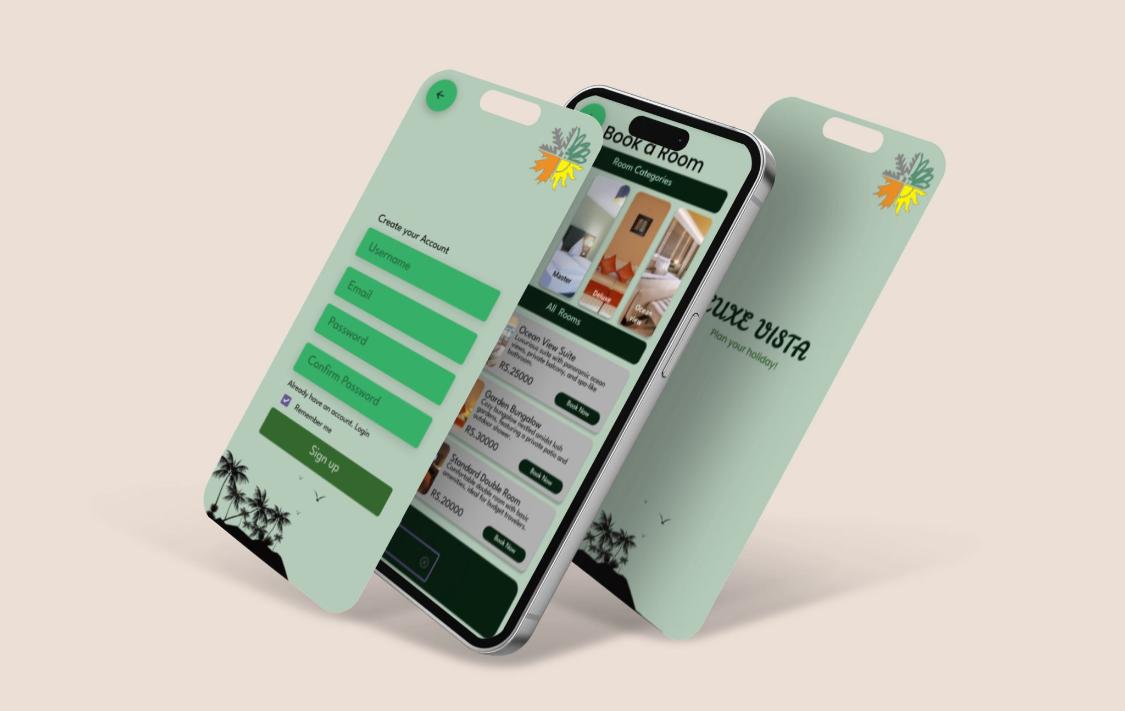 Create your Account
Username
Email
Password
Confirm Password
Already have an account. Login
Remember me
Sign up
Book a Room
Room Categories
Master
Deluxe
Ocean
view
All Rooms
Ocean View Suite
Luxurious suite with panoramic ocean
views, private balcony, and spa-like
bathroom.
RS.25000
Book Now
Garden Bungalow
Cozy bungalow nestled amidst lush
gardens, featuring a private patio and
outdoor shower.
RS.30000
Book Now
Standard Double Room
Comfortable double room with basic
amenities, ideal for budget travelers.
RS.20000
Book Now
VISTA
Plan your holiday!